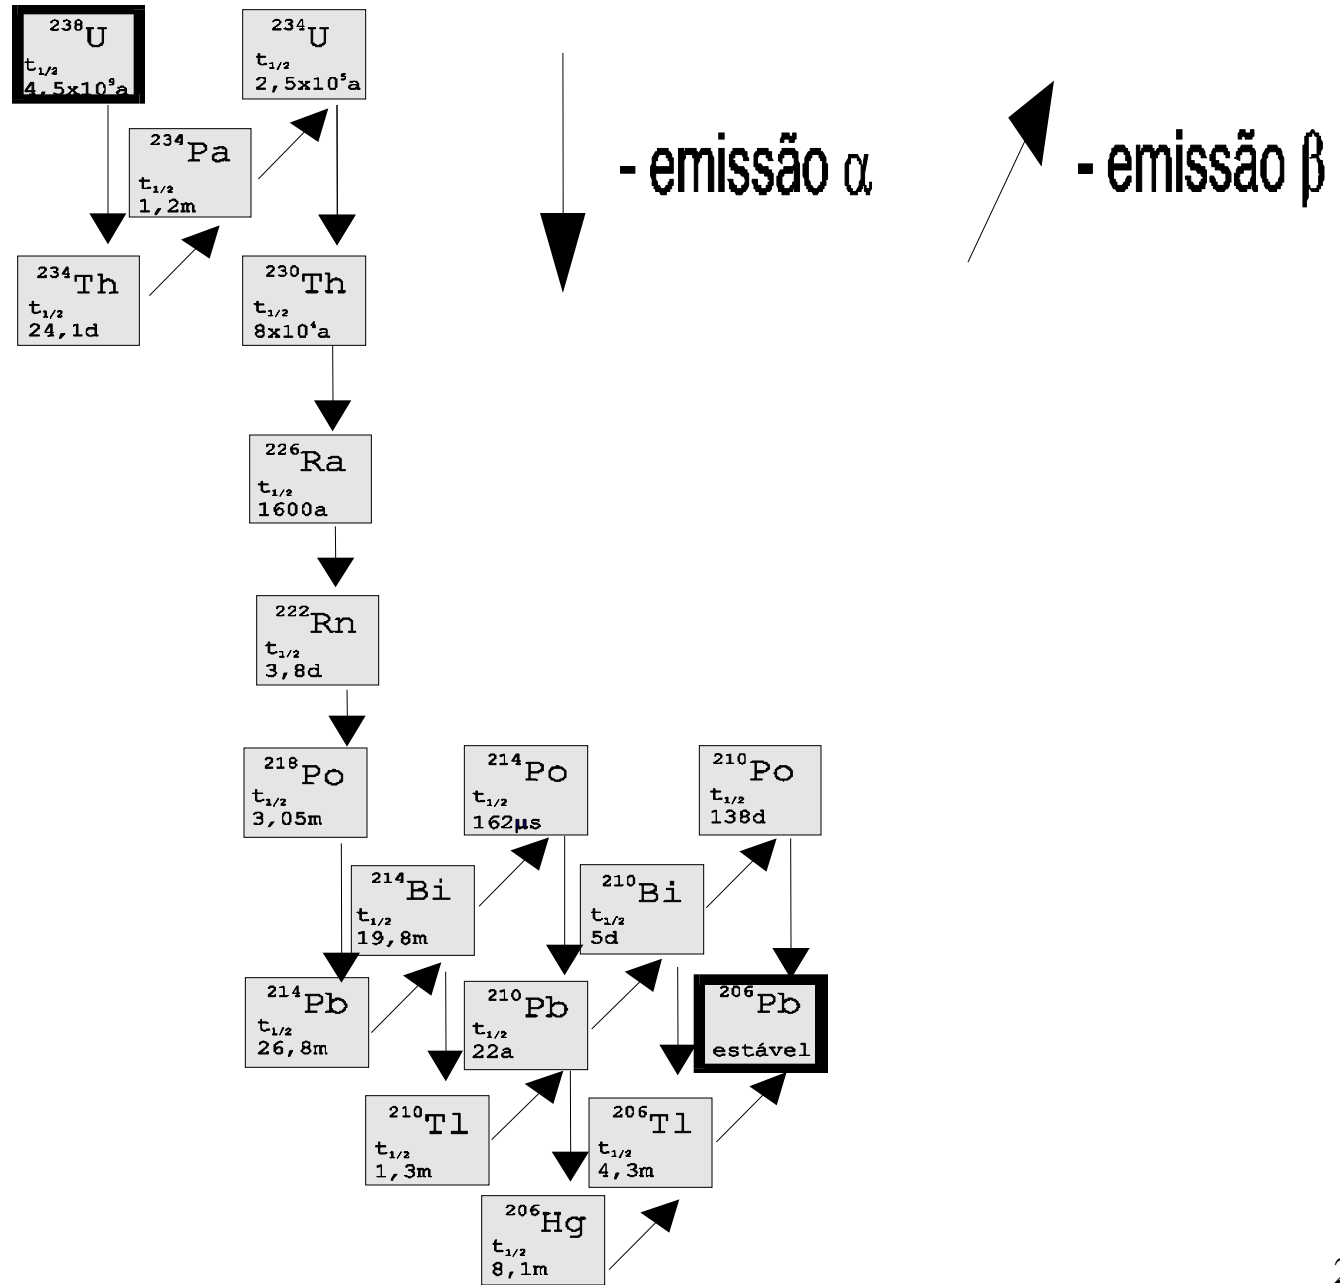 ²³⁸U
t₁/₂
4,5x10⁹a
²³⁴U
t₁/₂
2,5x10⁵a
- emissão α
- emissão β
²³⁴Pa
t₁/₂
1,2m
²³⁴Th
t₁/₂
24,1d
²³⁰Th
t₁/₂
8x10⁴a
²²⁶Ra
t₁/₂
1600a
²²²Rn
t₁/₂
3,8d
²¹⁸Po
t₁/₂
3,05m
²¹⁴Po
t₁/₂
162µs
²¹⁰Po
t₁/₂
138d
²¹⁴Bi
t₁/₂
19,8m
²¹⁰Bi
t₁/₂
5d
²¹⁴Pb
t₁/₂
26,8m
²¹⁰Pb
t₁/₂
22a
²⁰⁶Pb
estável
²¹⁰Tl
t₁/₂
1,3m
²⁰⁶Tl
t₁/₂
4,3m
²⁰⁶Hg
t₁/₂
8,1m